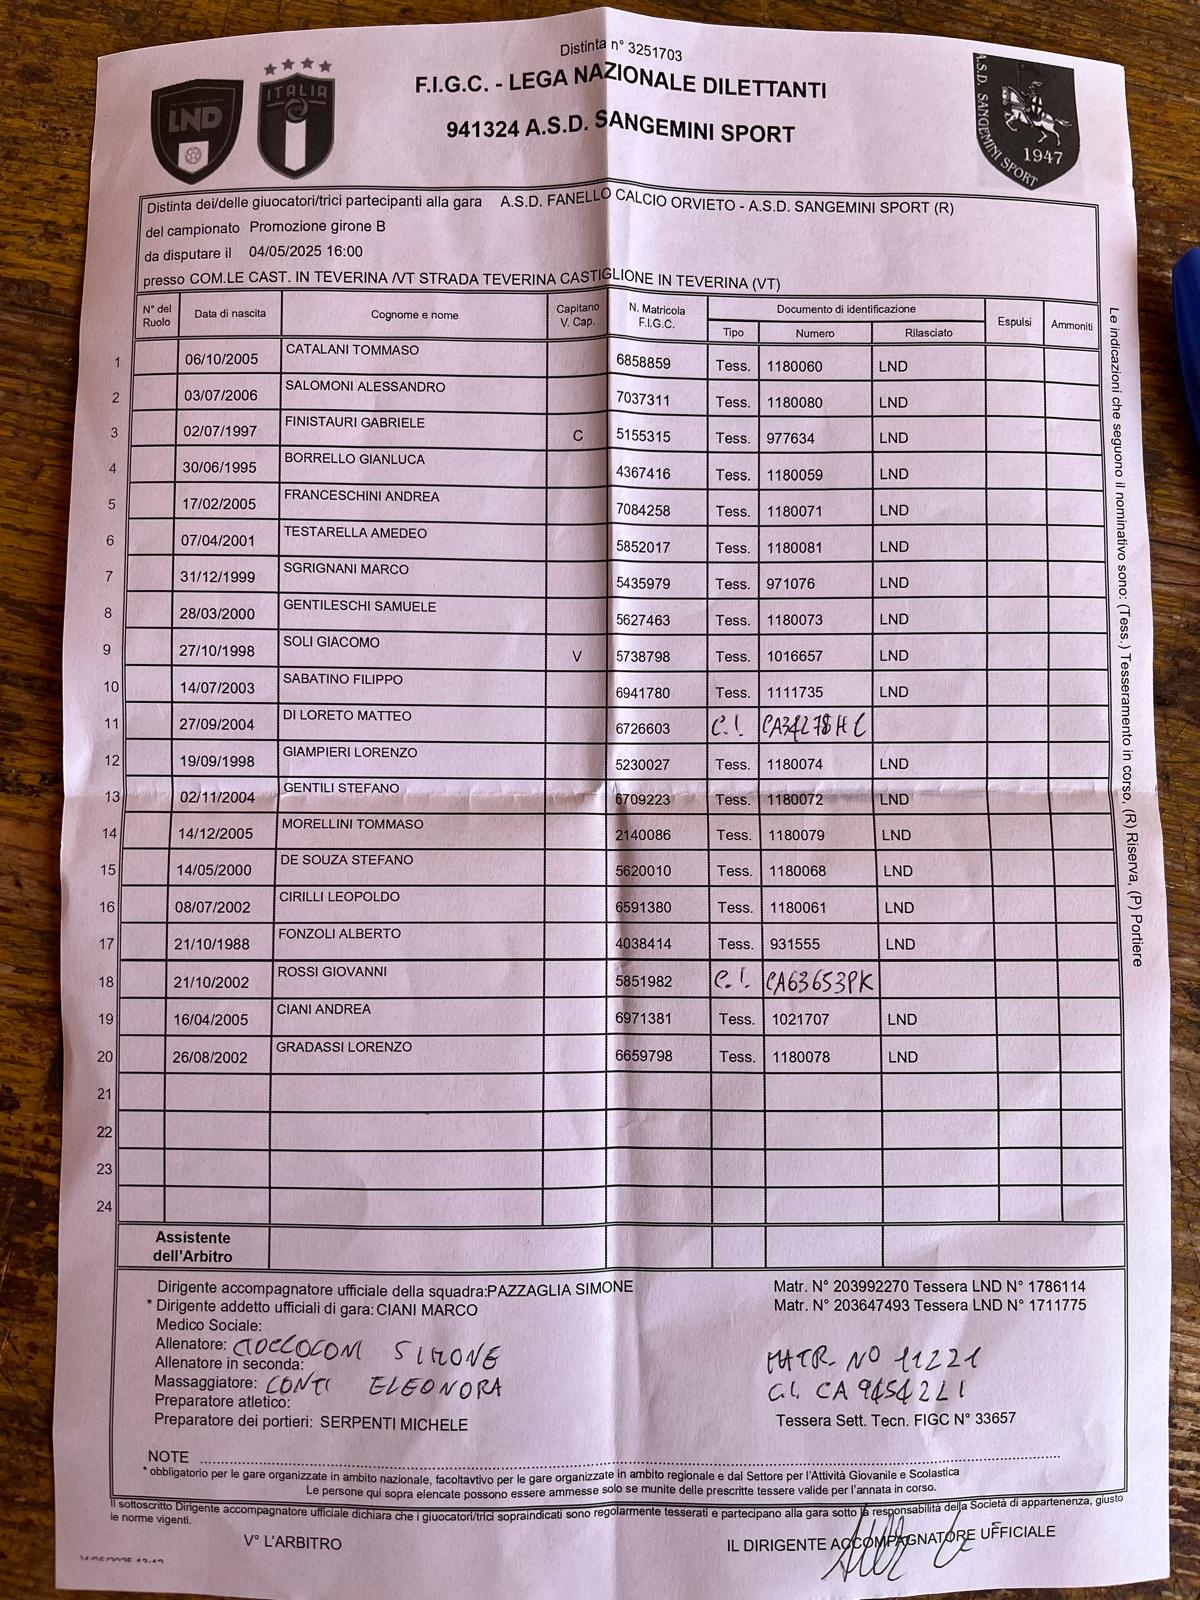 Distinta n° 3251703
F.I.G.C. - LEGA NAZIONALE DILETTANTI
941324 A.S.D. SANGEMINI SPORT
LND
ITALIA
A.S.D. SANGEMINI SPORT
1947
Distinta dei/delle giuocatori/trici partecipanti alla gara A.S.D. FANELLO CALCIO ORVIETO - A.S.D. SANGEMINI SPORT (R)
del campionato Promozione girone B
da disputare il 04/05/2025 16:00
presso COM.LE CAST. IN TEVERINA /VT STRADA TEVERINA CASTIGLIONE IN TEVERINA (VT)
N° del Ruolo Data di nascita Cognome e nome Capitano V. Cap. N. Matricola F.I.G.C. Documento di identificazione Espulsi Ammoniti
Tipo Numero Rilasciato
1 06/10/2005 CATALANI TOMMASO 6858859 Tess. 1180060 LND
2 03/07/2006 SALOMONI ALESSANDRO 7037311 Tess. 1180080 LND
3 02/07/1997 FINISTAURI GABRIELE C 5155315 Tess. 977634 LND
4 30/06/1995 BORRELLO GIANLUCA 4367416 Tess. 1180059 LND
5 17/02/2005 FRANCESCHINI ANDREA 7084258 Tess. 1180071 LND
6 07/04/2001 TESTARELLA AMEDEO 5852017 Tess. 1180081 LND
7 31/12/1999 SGRIGNANI MARCO 5435979 Tess. 971076 LND
8 28/03/2000 GENTILESCHI SAMUELE 5627463 Tess. 1180073 LND
9 27/10/1998 SOLI GIACOMO V 5738798 Tess. 1016657 LND
10 14/07/2003 SABATINO FILIPPO 6941780 Tess. 1111735 LND
11 27/09/2004 DI LORETO MATTEO 6726603 C.I.
12 19/09/1998 GIAMPIERI LORENZO 5230027 Tess. 1180074 LND
13 02/11/2004 GENTILI STEFANO 6709223 Tess. 1180072 LND
14 14/12/2005 MORELLINI TOMMASO 2140086 Tess. 1180079 LND
15 14/05/2000 DE SOUZA STEFANO 5620010 Tess. 1180068 LND
16 08/07/2002 CIRILLI LEOPOLDO 6591380 Tess. 1180061 LND
17 21/10/1988 FONZOLI ALBERTO 4038414 Tess. 931555 LND
18 21/10/2002 ROSSI GIOVANNI 5851982 C.I. CA63653PK
19 16/04/2005 CIANI ANDREA 6971381 Tess. 1021707 LND
20 26/08/2002 GRADASSI LORENZO 6659798 Tess. 1180078 LND
21
22
23
24
Assistente dell'Arbitro
Le indicazioni che seguono il nominativo sono: (Tess.) Tesseramento in corso, (R) Riserva, (P) Portiere
Dirigente accompagnatore ufficiale della squadra:PAZZAGLIA SIMONE Matr. N° 203992270 Tessera LND N° 1786114
* Dirigente addetto ufficiali di gara: CIANI MARCO Matr. N° 203647493 Tessera LND N° 1711775
Medico Sociale:
Allenatore: SIMONE MATR. NO 11221
Allenatore in seconda:
Massaggiatore: CONTI ELEONORA C.I. CA 94542LI
Preparatore atletico:
Preparatore dei portieri: SERPENTI MICHELE Tessera Sett. Tecn. FIGC N° 33657
NOTE
* obbligatorio per le gare organizzate in ambito nazionale, facoltavtivo per le gare organizzate in ambito regionale e dal Settore per l'Attività Giovanile e Scolastica
Le persone qui sopra elencate possono essere ammesse solo se munite delle prescritte tessere valide per l'annata in corso.
Il sottoscritto Dirigente accompagnatore ufficiale dichiara che i giuocatori/trici sopraindicati sono regolarmente tesserati e partecipano alla gara sotto la responsabilità della Società di appartenenza, giusto
le norme vigenti.
V° L'ARBITRO IL DIRIGENTE ACCOMPAGNATORE UFFICIALE